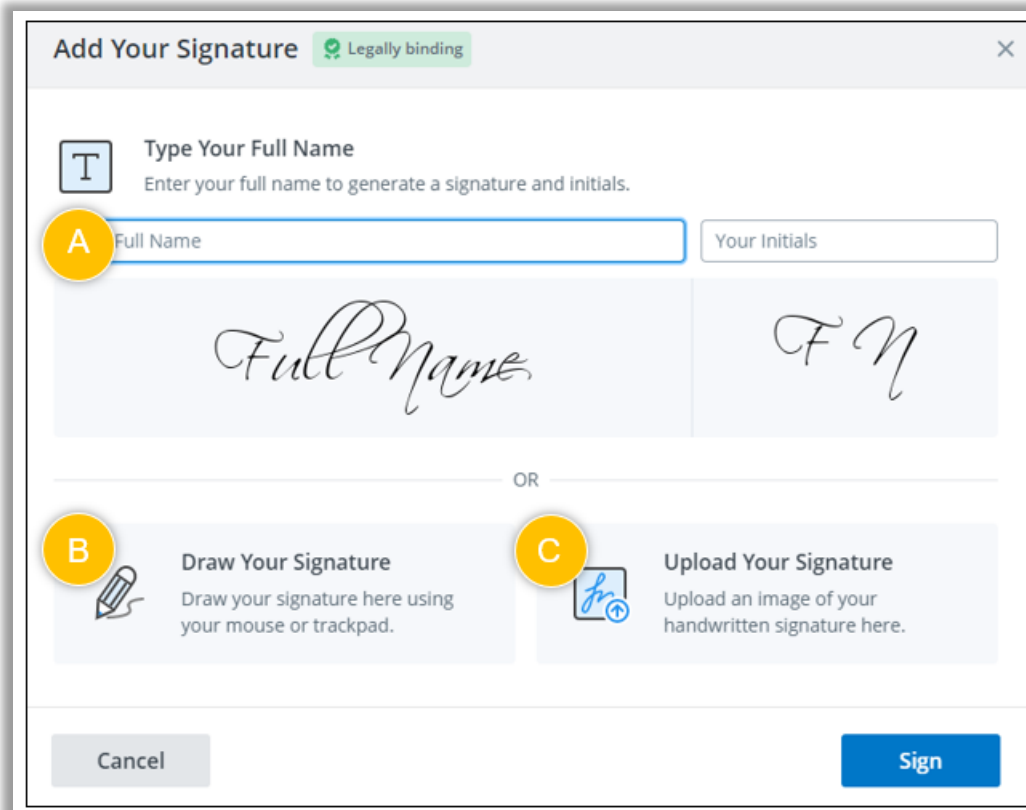 Add Your Signature Legally binding
T
Type Your Full Name
Enter your full name to generate a signature and initials.
A Full Name Your Initials
Full Name F N
OR
B
Draw Your Signature
Draw your signature here using
your mouse or trackpad.
C
Upload Your Signature
Upload an image of your
handwritten signature here.
Cancel Sign